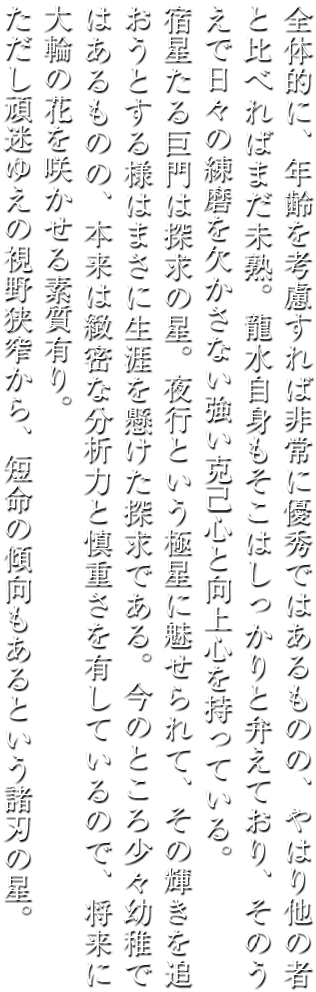 全体的に、年齢を考慮すれば非常に優秀ではあるものの、やはり他の者
と比べればまだ未熟。龍水自身もそこはしっかりと弁えており、そのう
えで日々の練磨を欠かさない強い克己心と向上心を持っている。
宿星たる巨門は探求の星。夜行という極星に魅せられて、その輝きを追
おうとする様はまさに生涯を懸けた探求である。今のところ少々幼稚で
はあるものの、本来は緻密な分析力と慎重さを有しているので、将来に
大輪の花を咲かせる素質有り。
ただし頑迷ゆえの視野狭窄から、短命の傾向もあるという諸刃の星。